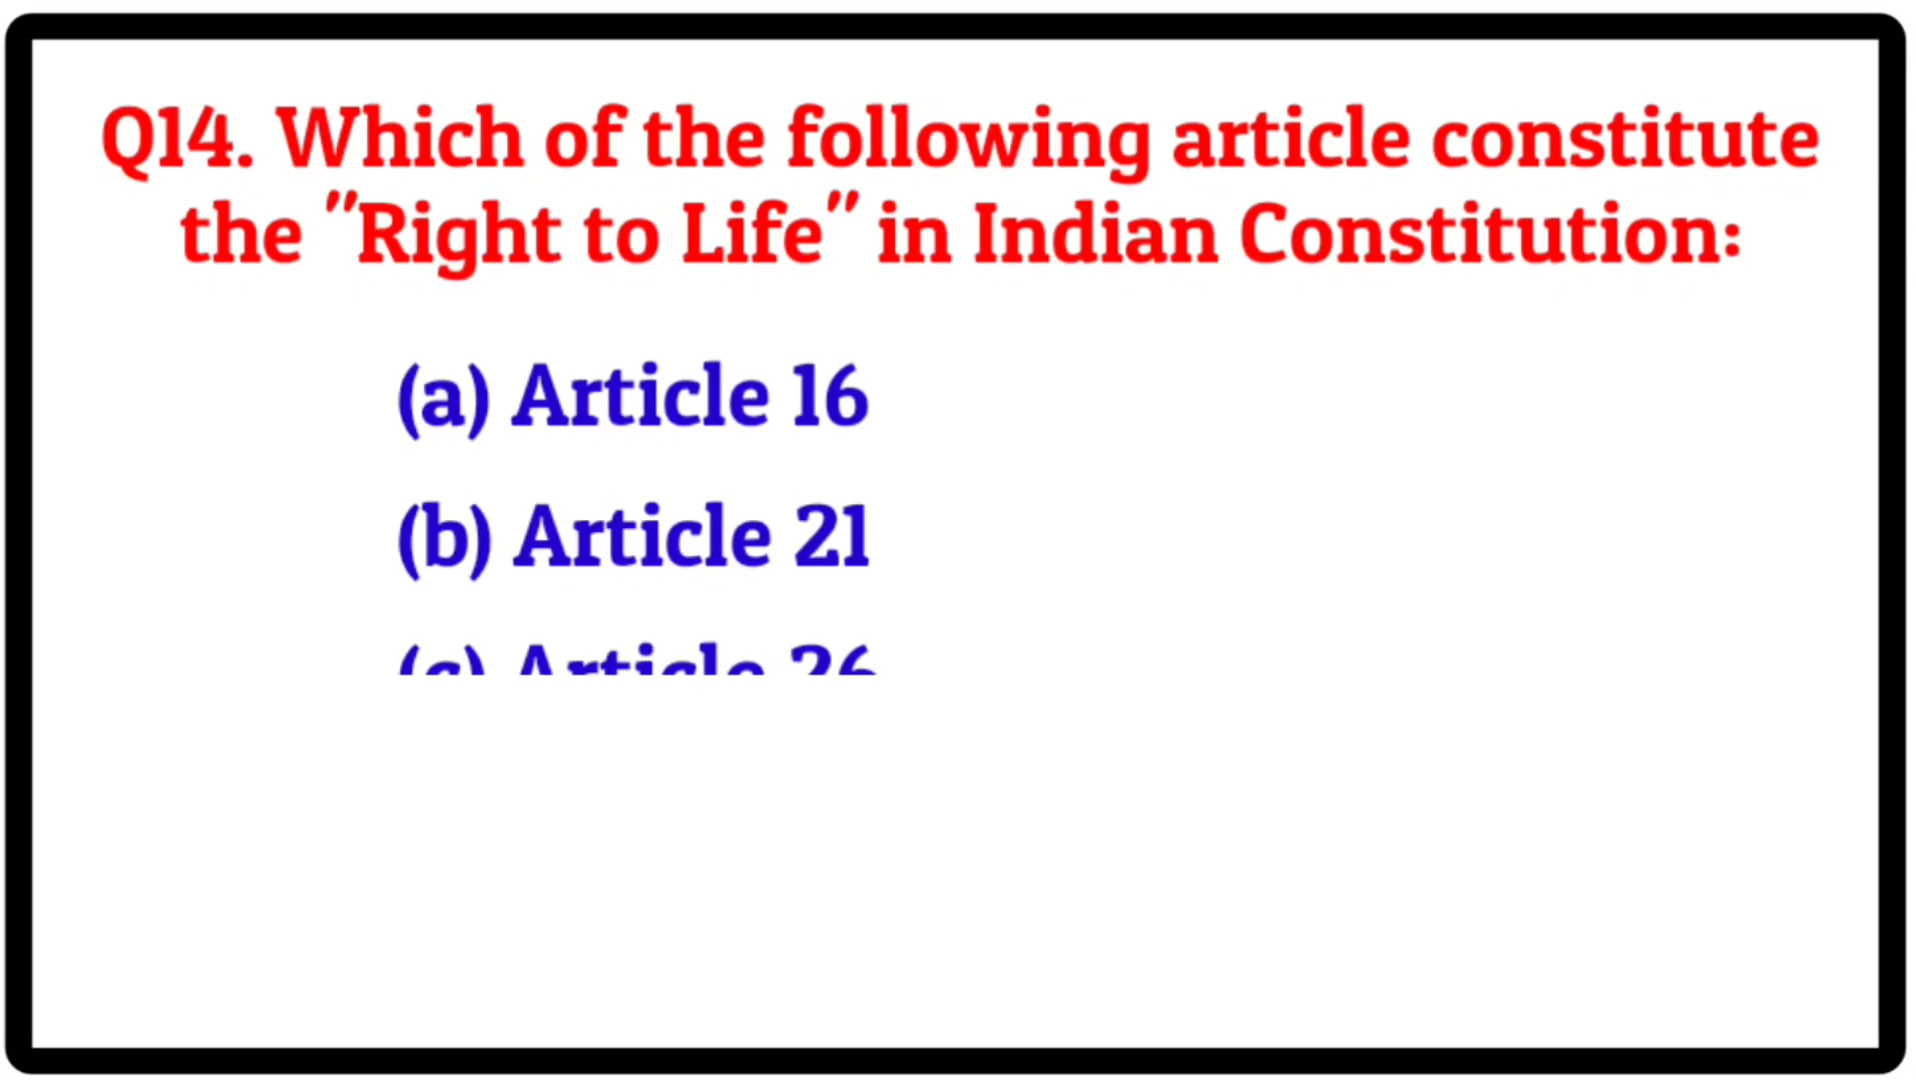 Q14. Which of the following article constitute
the "Right to Life" in Indian Constitution:
(a) Article 16
(b) Article 21
(c) Article